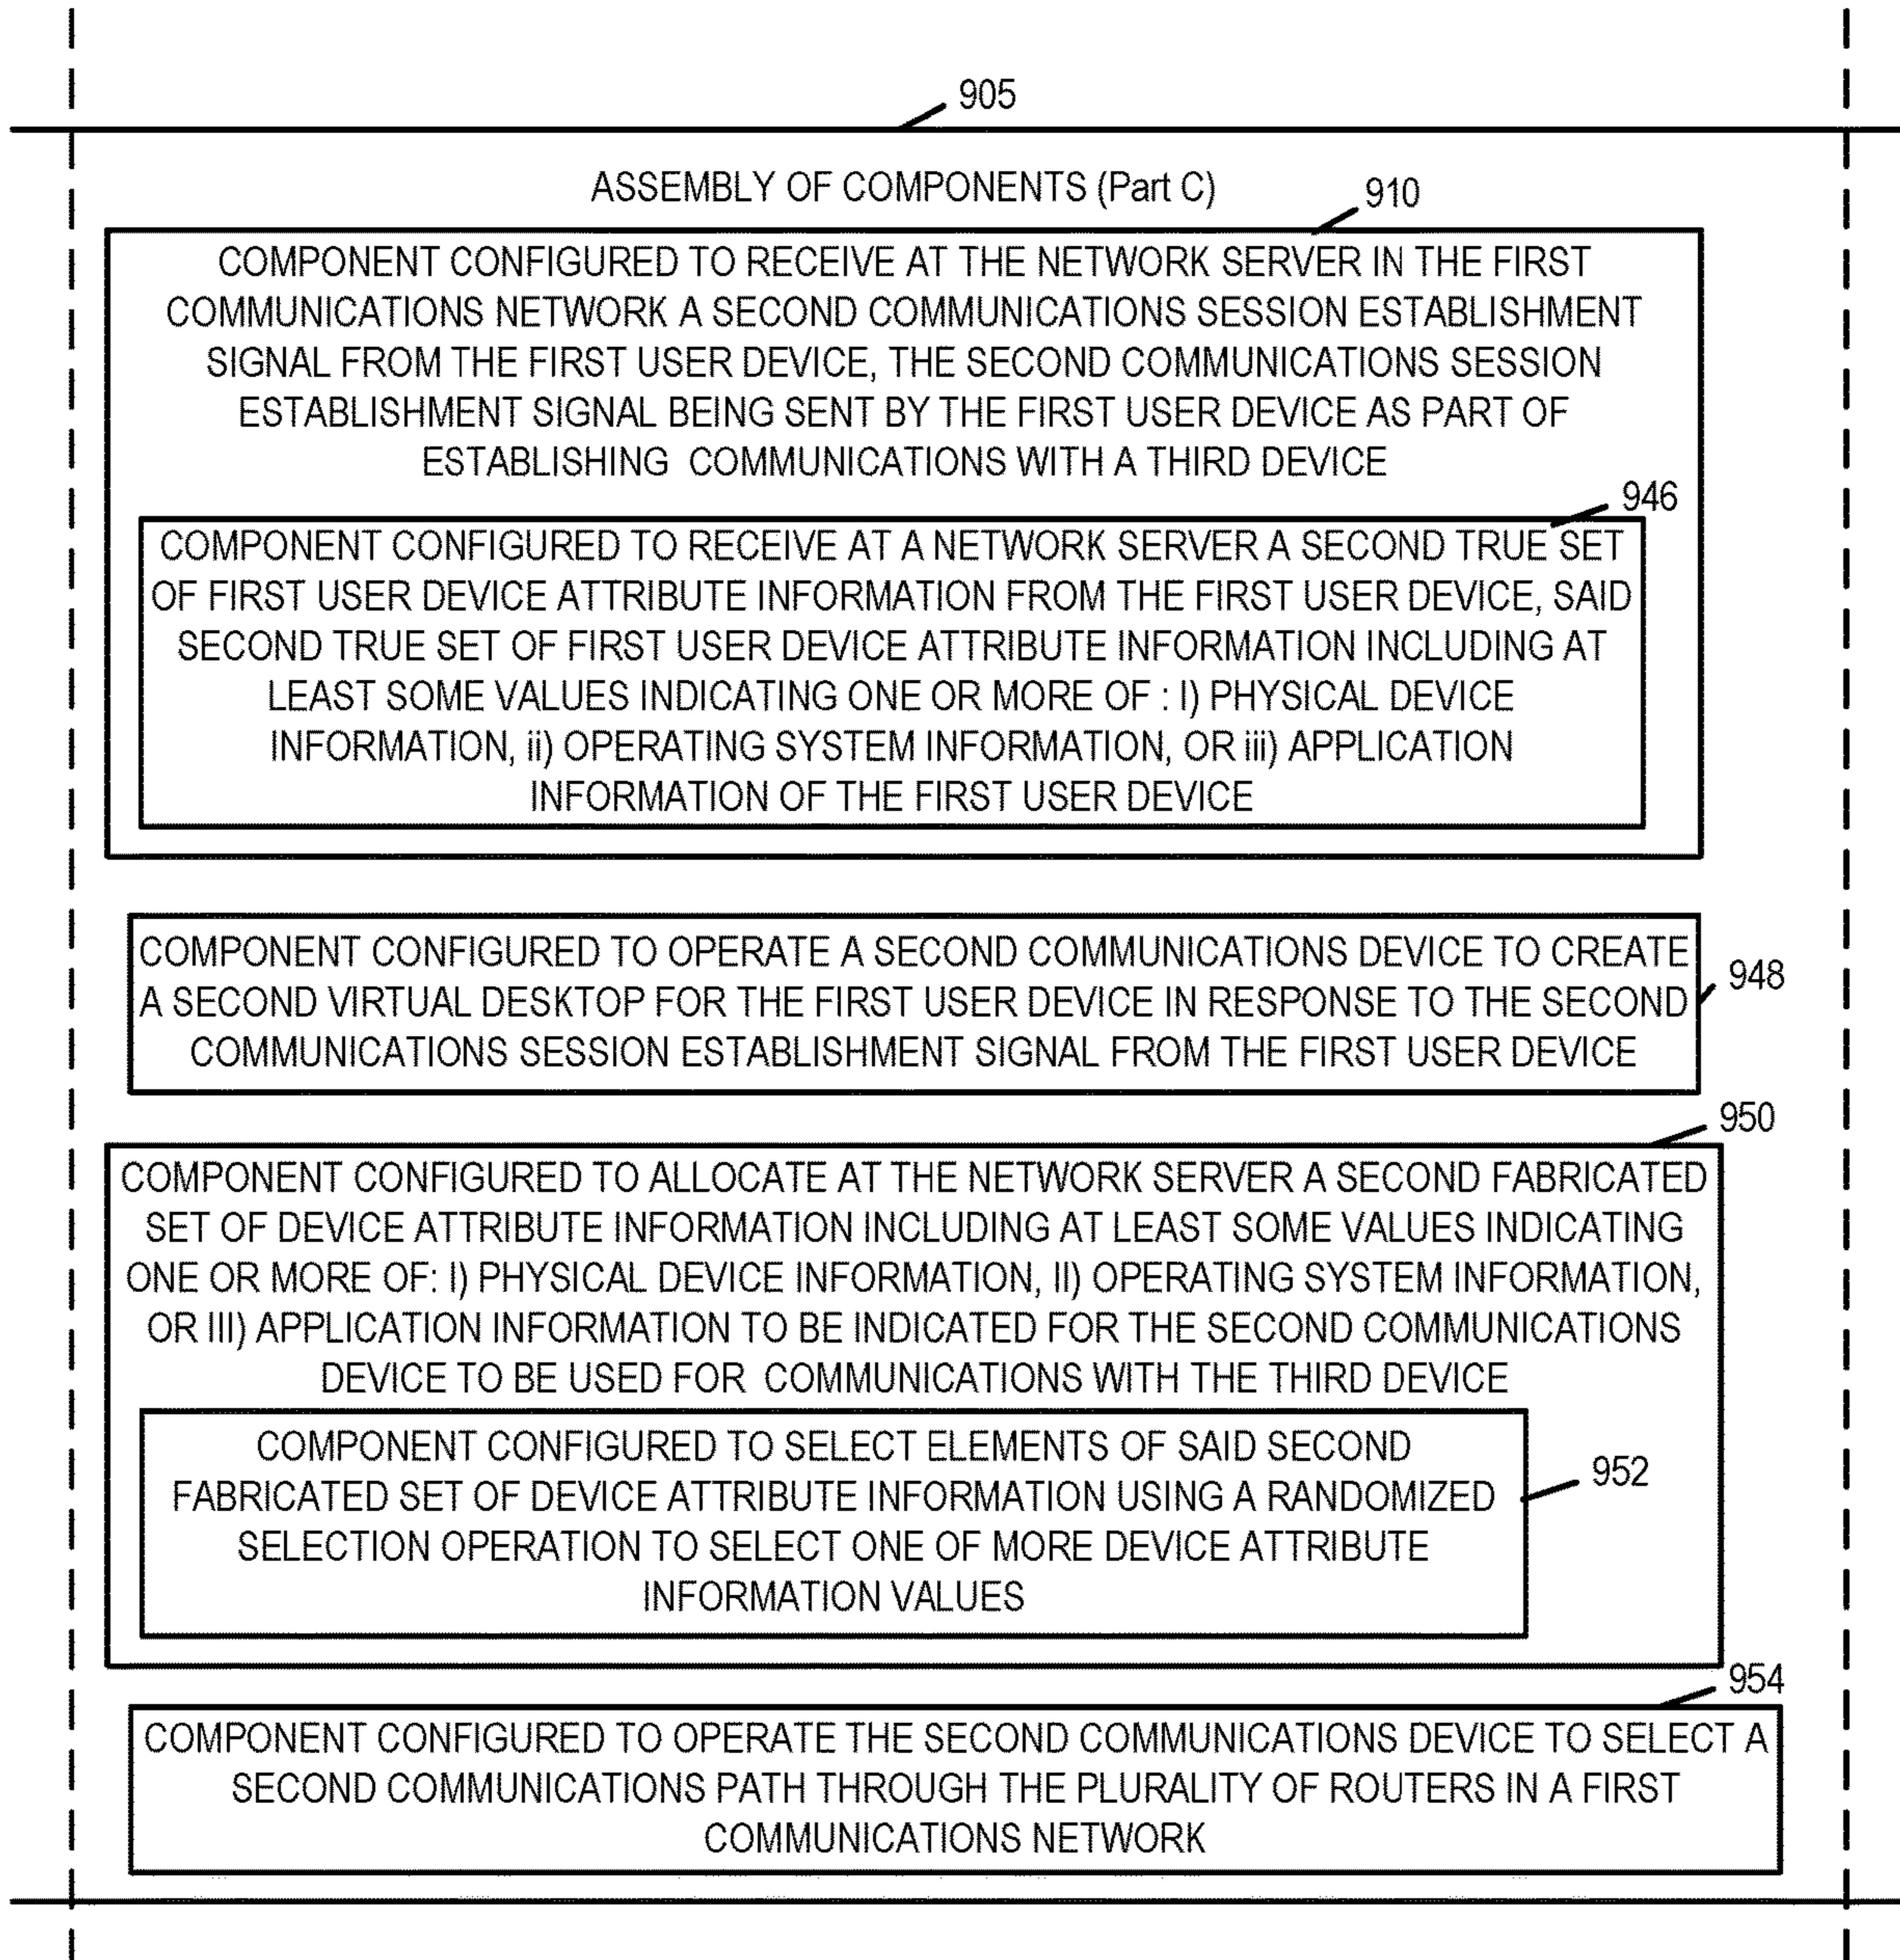 905
ASSEMBLY OF COMPONENTS (Part C)
910
COMPONENT CONFIGURED TO RECEIVE AT THE NETWORK SERVER IN THE FIRST
COMMUNICATIONS NETWORK A SECOND COMMUNICATIONS SESSION ESTABLISHMENT
SIGNAL FROM THE FIRST USER DEVICE, THE SECOND COMMUNICATIONS SESSION
ESTABLISHMENT SIGNAL BEING SENT BY THE FIRST USER DEVICE AS PART OF
ESTABLISHING COMMUNICATIONS WITH A THIRD DEVICE
946
COMPONENT CONFIGURED TO RECEIVE AT A NETWORK SERVER A SECOND TRUE SET
OF FIRST USER DEVICE ATTRIBUTE INFORMATION FROM THE FIRST USER DEVICE, SAID
SECOND TRUE SET OF FIRST USER DEVICE ATTRIBUTE INFORMATION INCLUDING AT
LEAST SOME VALUES INDICATING ONE OR MORE OF : I) PHYSICAL DEVICE
INFORMATION, ii) OPERATING SYSTEM INFORMATION, OR iii) APPLICATION
INFORMATION OF THE FIRST USER DEVICE
COMPONENT CONFIGURED TO OPERATE A SECOND COMMUNICATIONS DEVICE TO CREATE
A SECOND VIRTUAL DESKTOP FOR THE FIRST USER DEVICE IN RESPONSE TO THE SECOND
COMMUNICATIONS SESSION ESTABLISHMENT SIGNAL FROM THE FIRST USER DEVICE
948
950
COMPONENT CONFIGURED TO ALLOCATE AT THE NETWORK SERVER A SECOND FABRICATED
SET OF DEVICE ATTRIBUTE INFORMATION INCLUDING AT LEAST SOME VALUES INDICATING
ONE OR MORE OF: I) PHYSICAL DEVICE INFORMATION, II) OPERATING SYSTEM INFORMATION,
OR III) APPLICATION INFORMATION TO BE INDICATED FOR THE SECOND COMMUNICATIONS
DEVICE TO BE USED FOR COMMUNICATIONS WITH THE THIRD DEVICE
COMPONENT CONFIGURED TO SELECT ELEMENTS OF SAID SECOND
FABRICATED SET OF DEVICE ATTRIBUTE INFORMATION USING A RANDOMIZED
SELECTION OPERATION TO SELECT ONE OF MORE DEVICE ATTRIBUTE
INFORMATION VALUES
952
954
COMPONENT CONFIGURED TO OPERATE THE SECOND COMMUNICATIONS DEVICE TO SELECT A
SECOND COMMUNICATIONS PATH THROUGH THE PLURALITY OF ROUTERS IN A FIRST
COMMUNICATIONS NETWORK